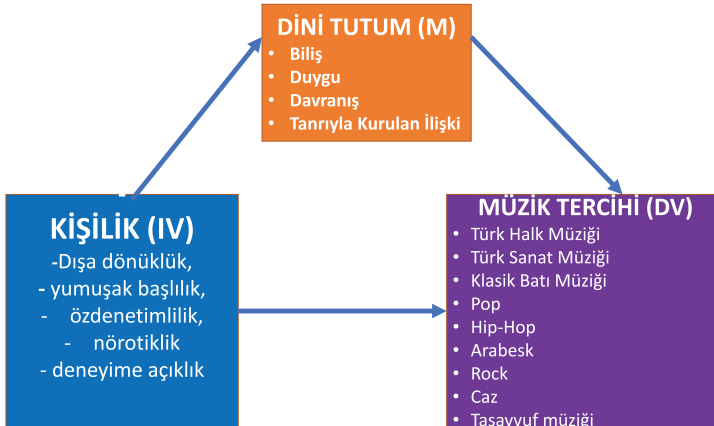 DİNİ TUTUM (M)
• Biliş
• Duygu
• Davranış
• Tanrıyla Kurulan İlişki
KİŞİLİK (IV)
-Dışa dönüklük,
- yumuşak başlılık,
- özdenetimlilik,
- nörotiklik
- deneyime açıklık
MÜZİK TERCİHİ (DV)
• Türk Halk Müziği
• Türk Sanat Müziği
• Klasik Batı Müziği
• Pop
• Hip-Hop
• Arabesk
• Rock
• Caz
• Tasavvuf müziği